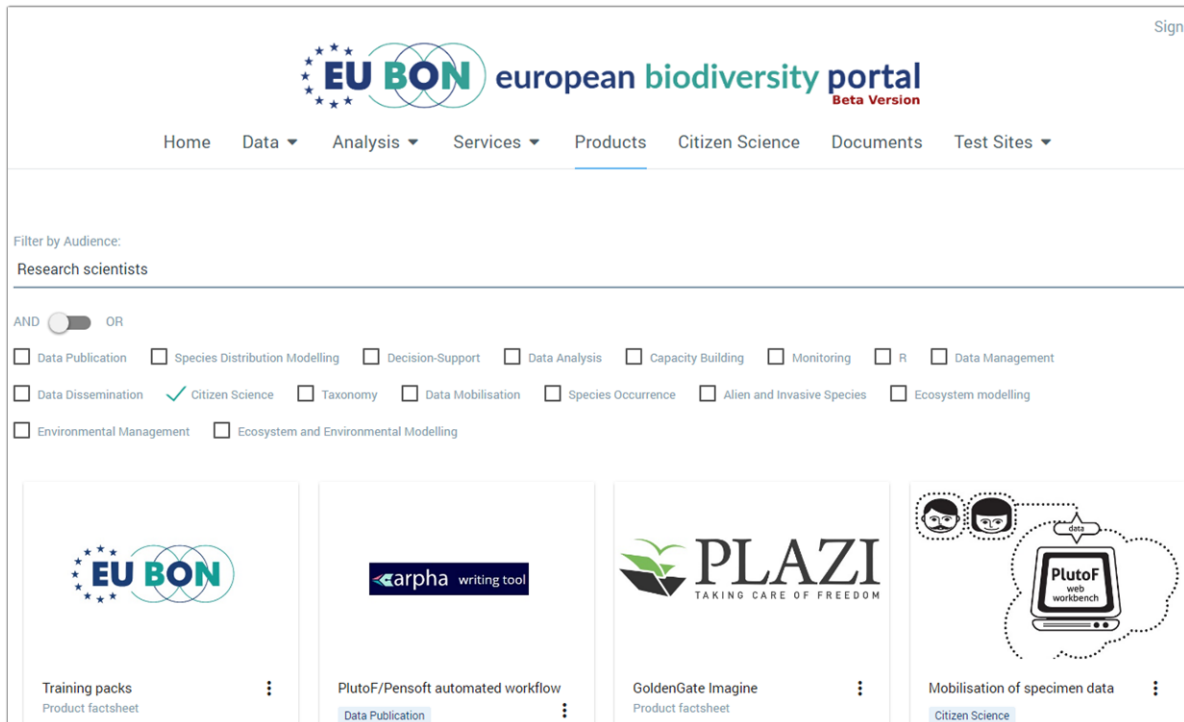 Sign
EU BON european biodiversity portal
Beta Version
Home Data Analysis Services Products Citizen Science Documents Test Sites
Filter by Audience:
Research scientists
AND OR
Data Publication Species Distribution Modelling Decision-Support Data Analysis Capacity Building Monitoring R Data Management
Data Dissemination Citizen Science Taxonomy Data Mobilisation Species Occurrence Alien and Invasive Species Ecosystem modelling
Environmental Management Ecosystem and Environmental Modelling
EU BON
arpha writing tool
PLAZI
TAKING CARE OF FREEDOM
data
PlutoF
web
workbench
Training packs
Product factsheet
PlutoF/Pensoft automated workflow
Data Publication
GoldenGate Imagine
Product factsheet
Mobilisation of specimen data
Citizen Science